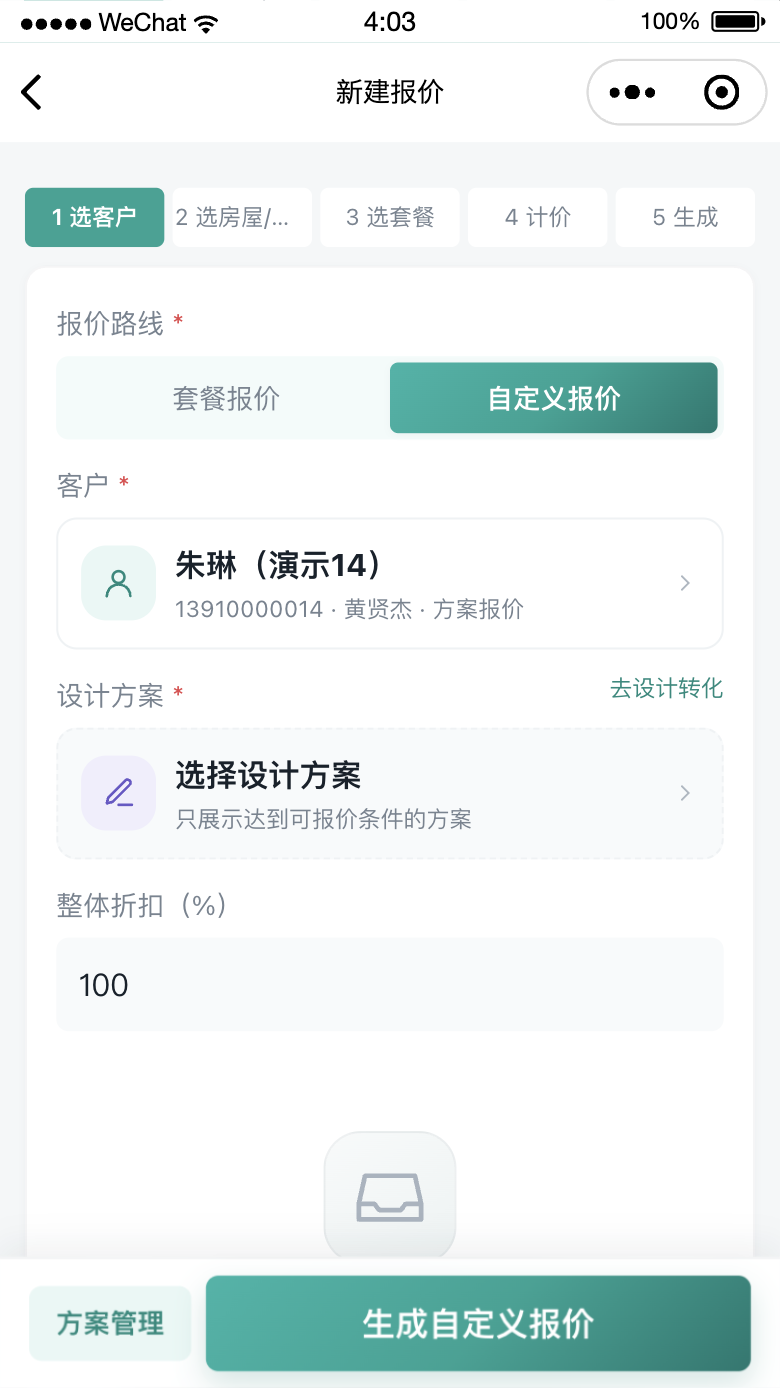 ●●●●● WeChat 4:03 100%
新建报价
1 选客户 2 选房屋/... 3 选套餐 4 计价 5 生成
报价路线 *
套餐报价 自定义报价
客户 *
朱琳（演示14）
13910000014 · 黄贤杰 · 方案报价
设计方案 * 去设计转化
选择设计方案
只展示达到可报价条件的方案
整体折扣（%）
100
方案管理 生成自定义报价